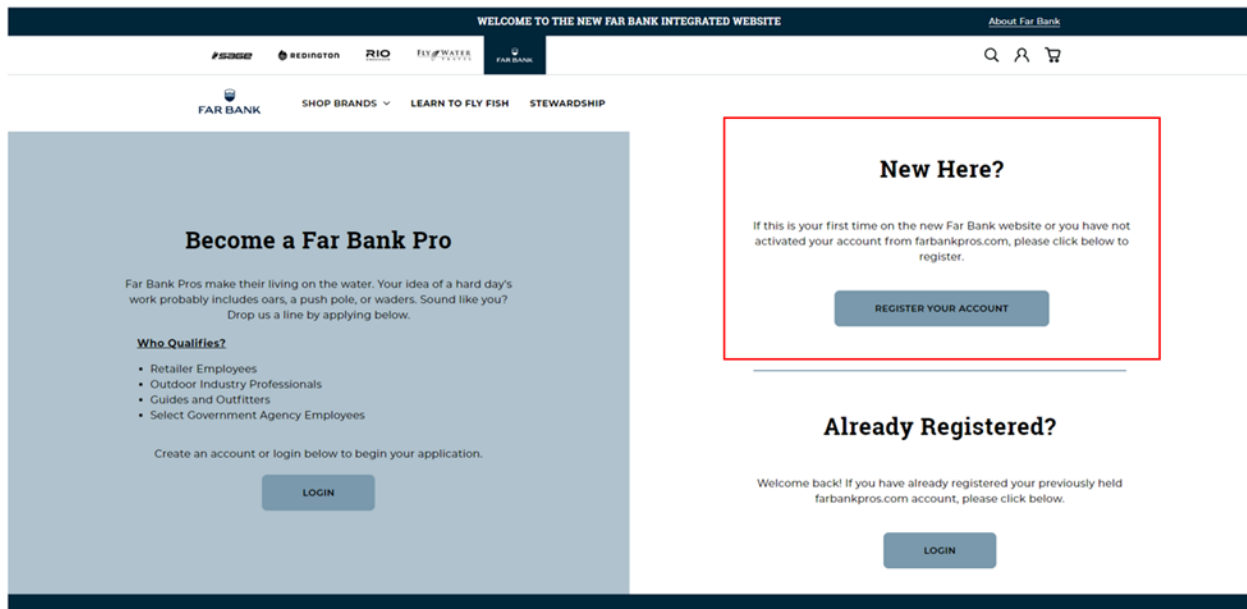 WELCOME TO THE NEW FAR BANK INTEGRATED WEBSITE
About Far Bank
SAGE
REDINGTON
RIO
FLY WATER
TRAVEL
FAR BANK
FAR BANK
SHOP BRANDS
LEARN TO FLY FISH
STEWARDSHIP
Become a Far Bank Pro
Far Bank Pros make their living on the water. Your idea of a hard day's
work probably includes oars, a push pole, or waders. Sound like you?
Drop us a line by applying below.
Who Qualifies?
• Retailer Employees
• Outdoor Industry Professionals
• Guides and Outfitters
• Select Government Agency Employees
Create an account or login below to begin your application.
LOGIN
New Here?
If this is your first time on the new Far Bank website or you have not
activated your account from farbankpros.com, please click below to
register.
REGISTER YOUR ACCOUNT
Already Registered?
Welcome back! If you have already registered your previously held
farbankpros.com account, please click below.
LOGIN